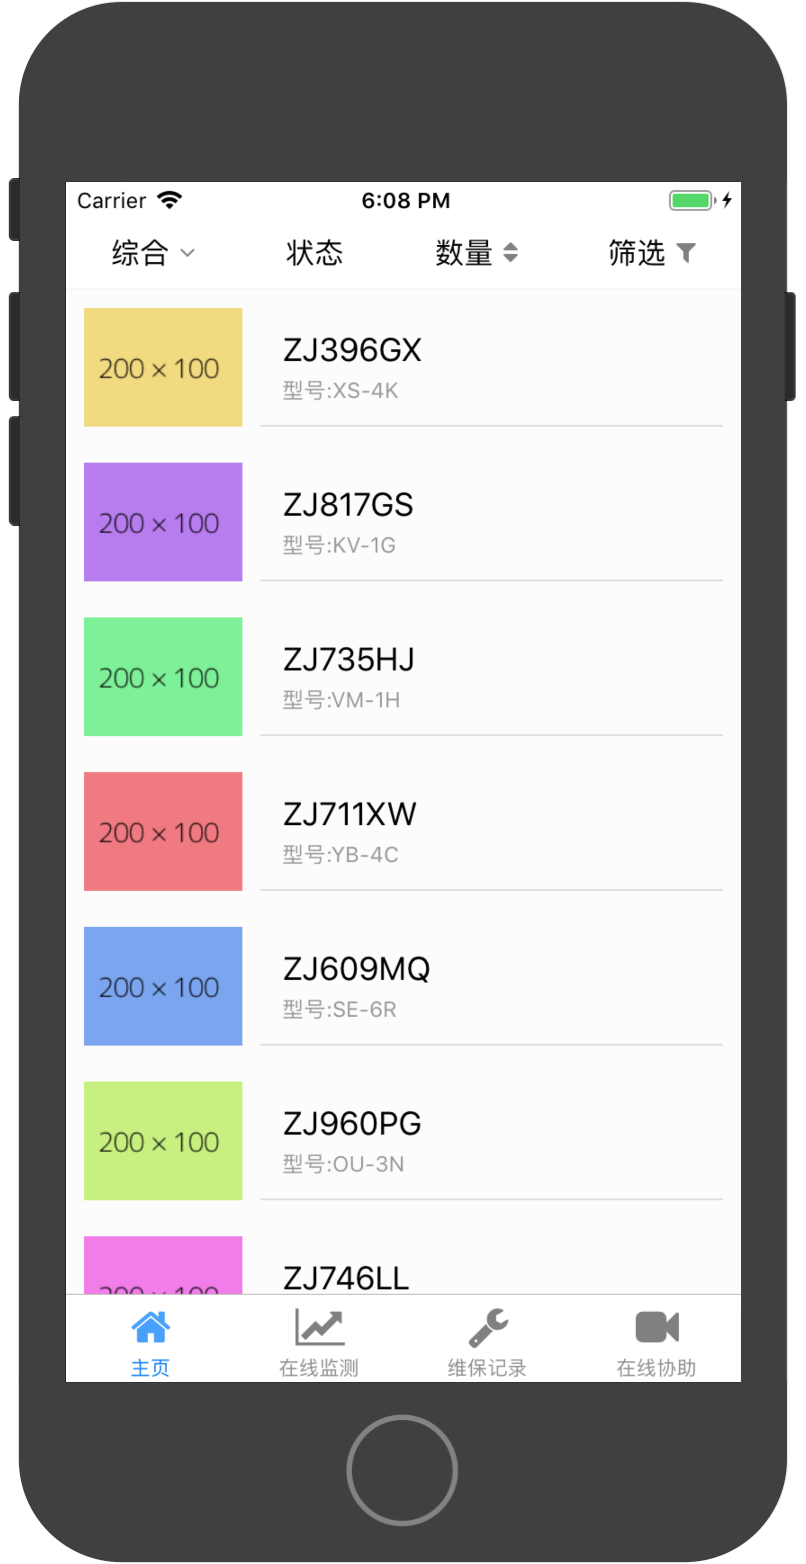 Carrier 6:08 PM
综合 状态 数量 筛选
200 × 100
ZJ396GX
型号:XS-4K
200 × 100
ZJ817GS
型号:KV-1G
200 × 100
ZJ735HJ
型号:VM-1H
200 × 100
ZJ711XW
型号:YB-4C
200 × 100
ZJ609MQ
型号:SE-6R
200 × 100
ZJ960PG
型号:OU-3N
200 × 100
ZJ746LL
主页 在线监测 维保记录 在线协助